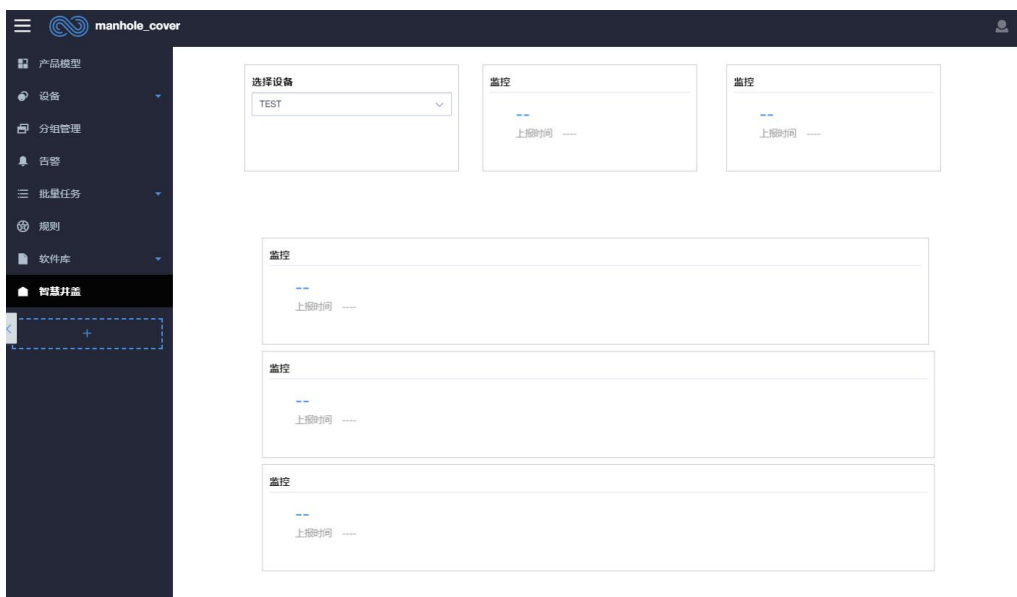 manhole_cover
产品模型
设备
分组管理
告警
批量任务
规则
软件库
智慧井盖
+
选择设备
TEST
监控
--
上报时间 ----
监控
--
上报时间 ----
监控
--
上报时间 ----
监控
--
上报时间 ----
监控
--
上报时间 ----